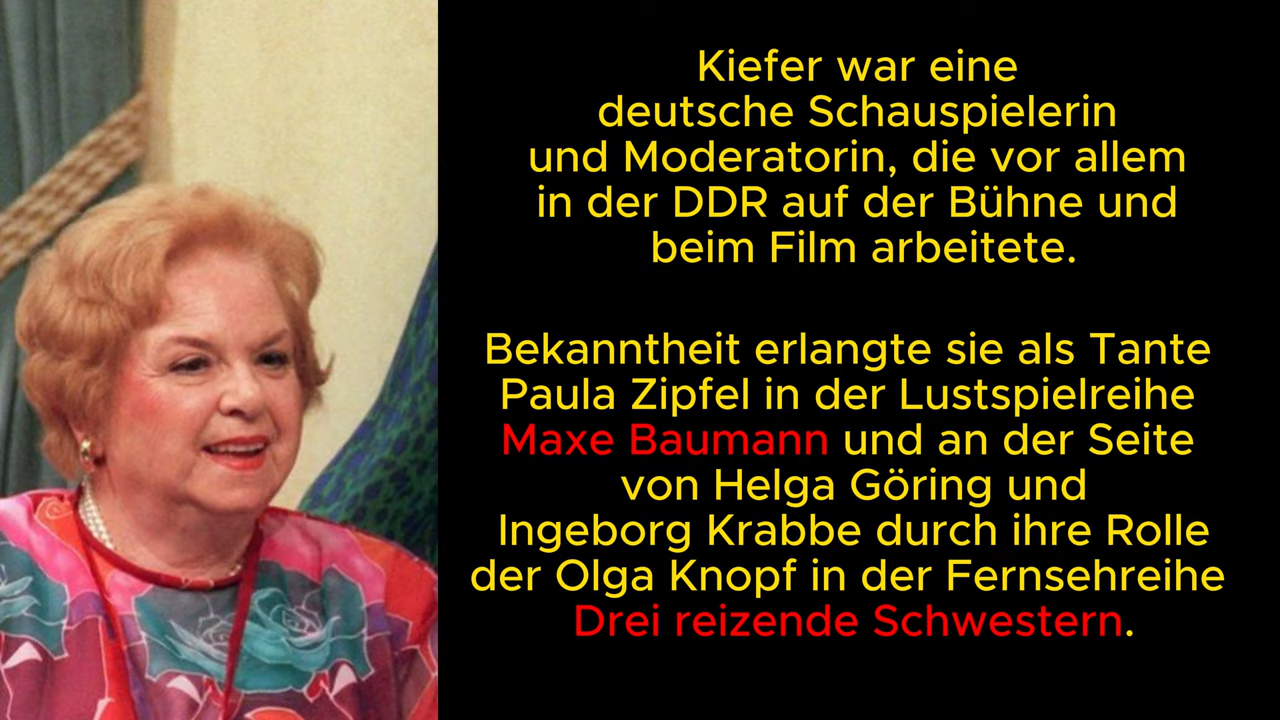 Kiefer war eine
deutsche Schauspielerin
und Moderatorin, die vor allem
in der DDR auf der Bühne und
beim Film arbeitete.
Bekanntheit erlangte sie als Tante
Paula Zipfel in der Lustspielreihe
Maxe Baumann und an der Seite
von Helga Göring und
Ingeborg Krabbe durch ihre Rolle
der Olga Knopf in der Fernsehreihe
Drei reizende Schwestern.